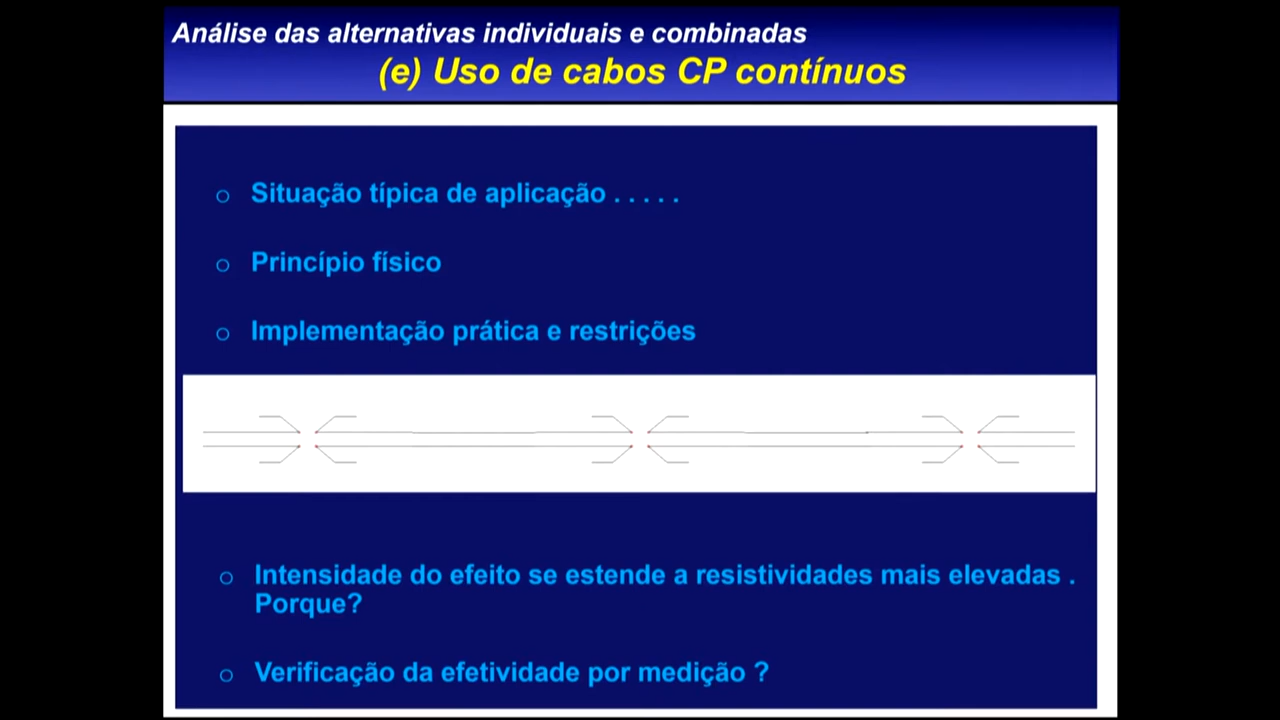 Análise das alternativas individuais e combinadas
(e) Uso de cabos CP contínuos
o Situação típica de aplicação . . . . .
o Princípio físico
o Implementação prática e restrições
o Intensidade do efeito se estende a resistividades mais elevadas .
Porque?
o Verificação da efetividade por medição ?